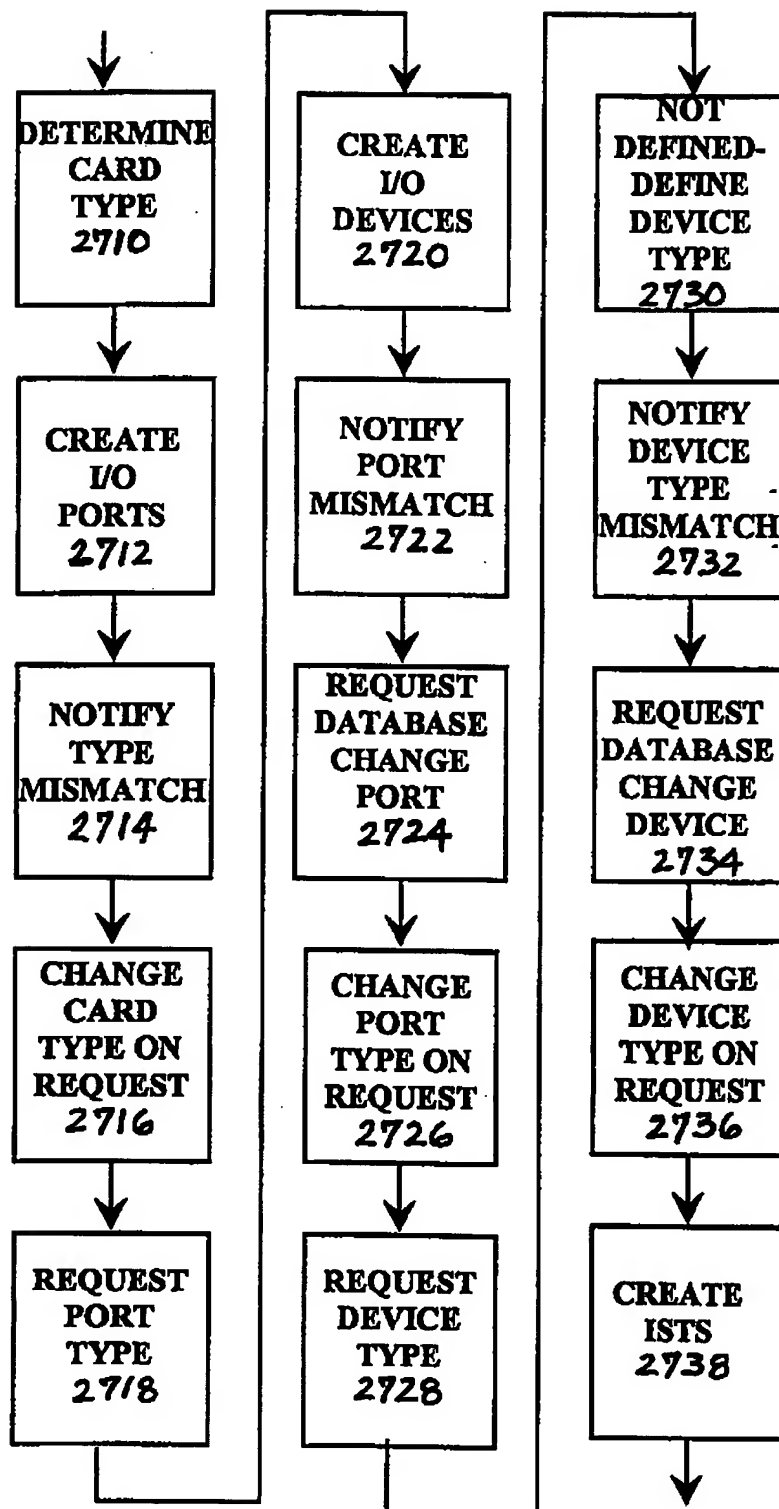 DETERMINE
CARD
TYPE
2710
CREATE
I/O
PORTS
2712
NOTIFY
TYPE
MISMATCH
2714
CHANGE
CARD
TYPE ON
REQUEST
2716
REQUEST
PORT
TYPE
2718
CREATE
I/O
DEVICES
2720
NOTIFY
PORT
MISMATCH
2722
REQUEST
DATABASE
CHANGE
PORT
2724
CHANGE
PORT
TYPE ON
REQUEST
2726
REQUEST
DEVICE
TYPE
2728
NOT
DEFINED-
DEFINE
DEVICE
TYPE
2730
NOTIFY
DEVICE
TYPE
MISMATCH
2732
REQUEST
DATABASE
CHANGE
DEVICE
2734
CHANGE
DEVICE
TYPE ON
REQUEST
2736
CREATE
ISTS
2738